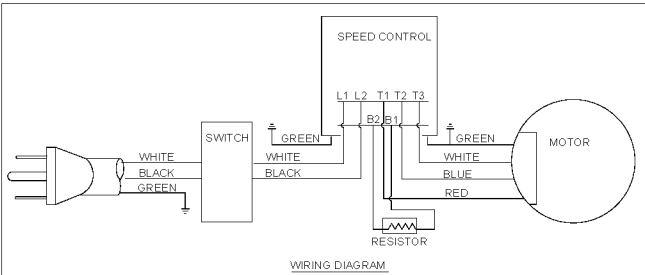 SPEED CONTROL
L1 L2 T1 T2 T3
B2 B1
SWITCH
GREEN
GREEN
MOTOR
WHITE
WHITE
WHITE
BLACK
BLACK
BLUE
GREEN
RED
RESISTOR
WIRING DIAGRAM